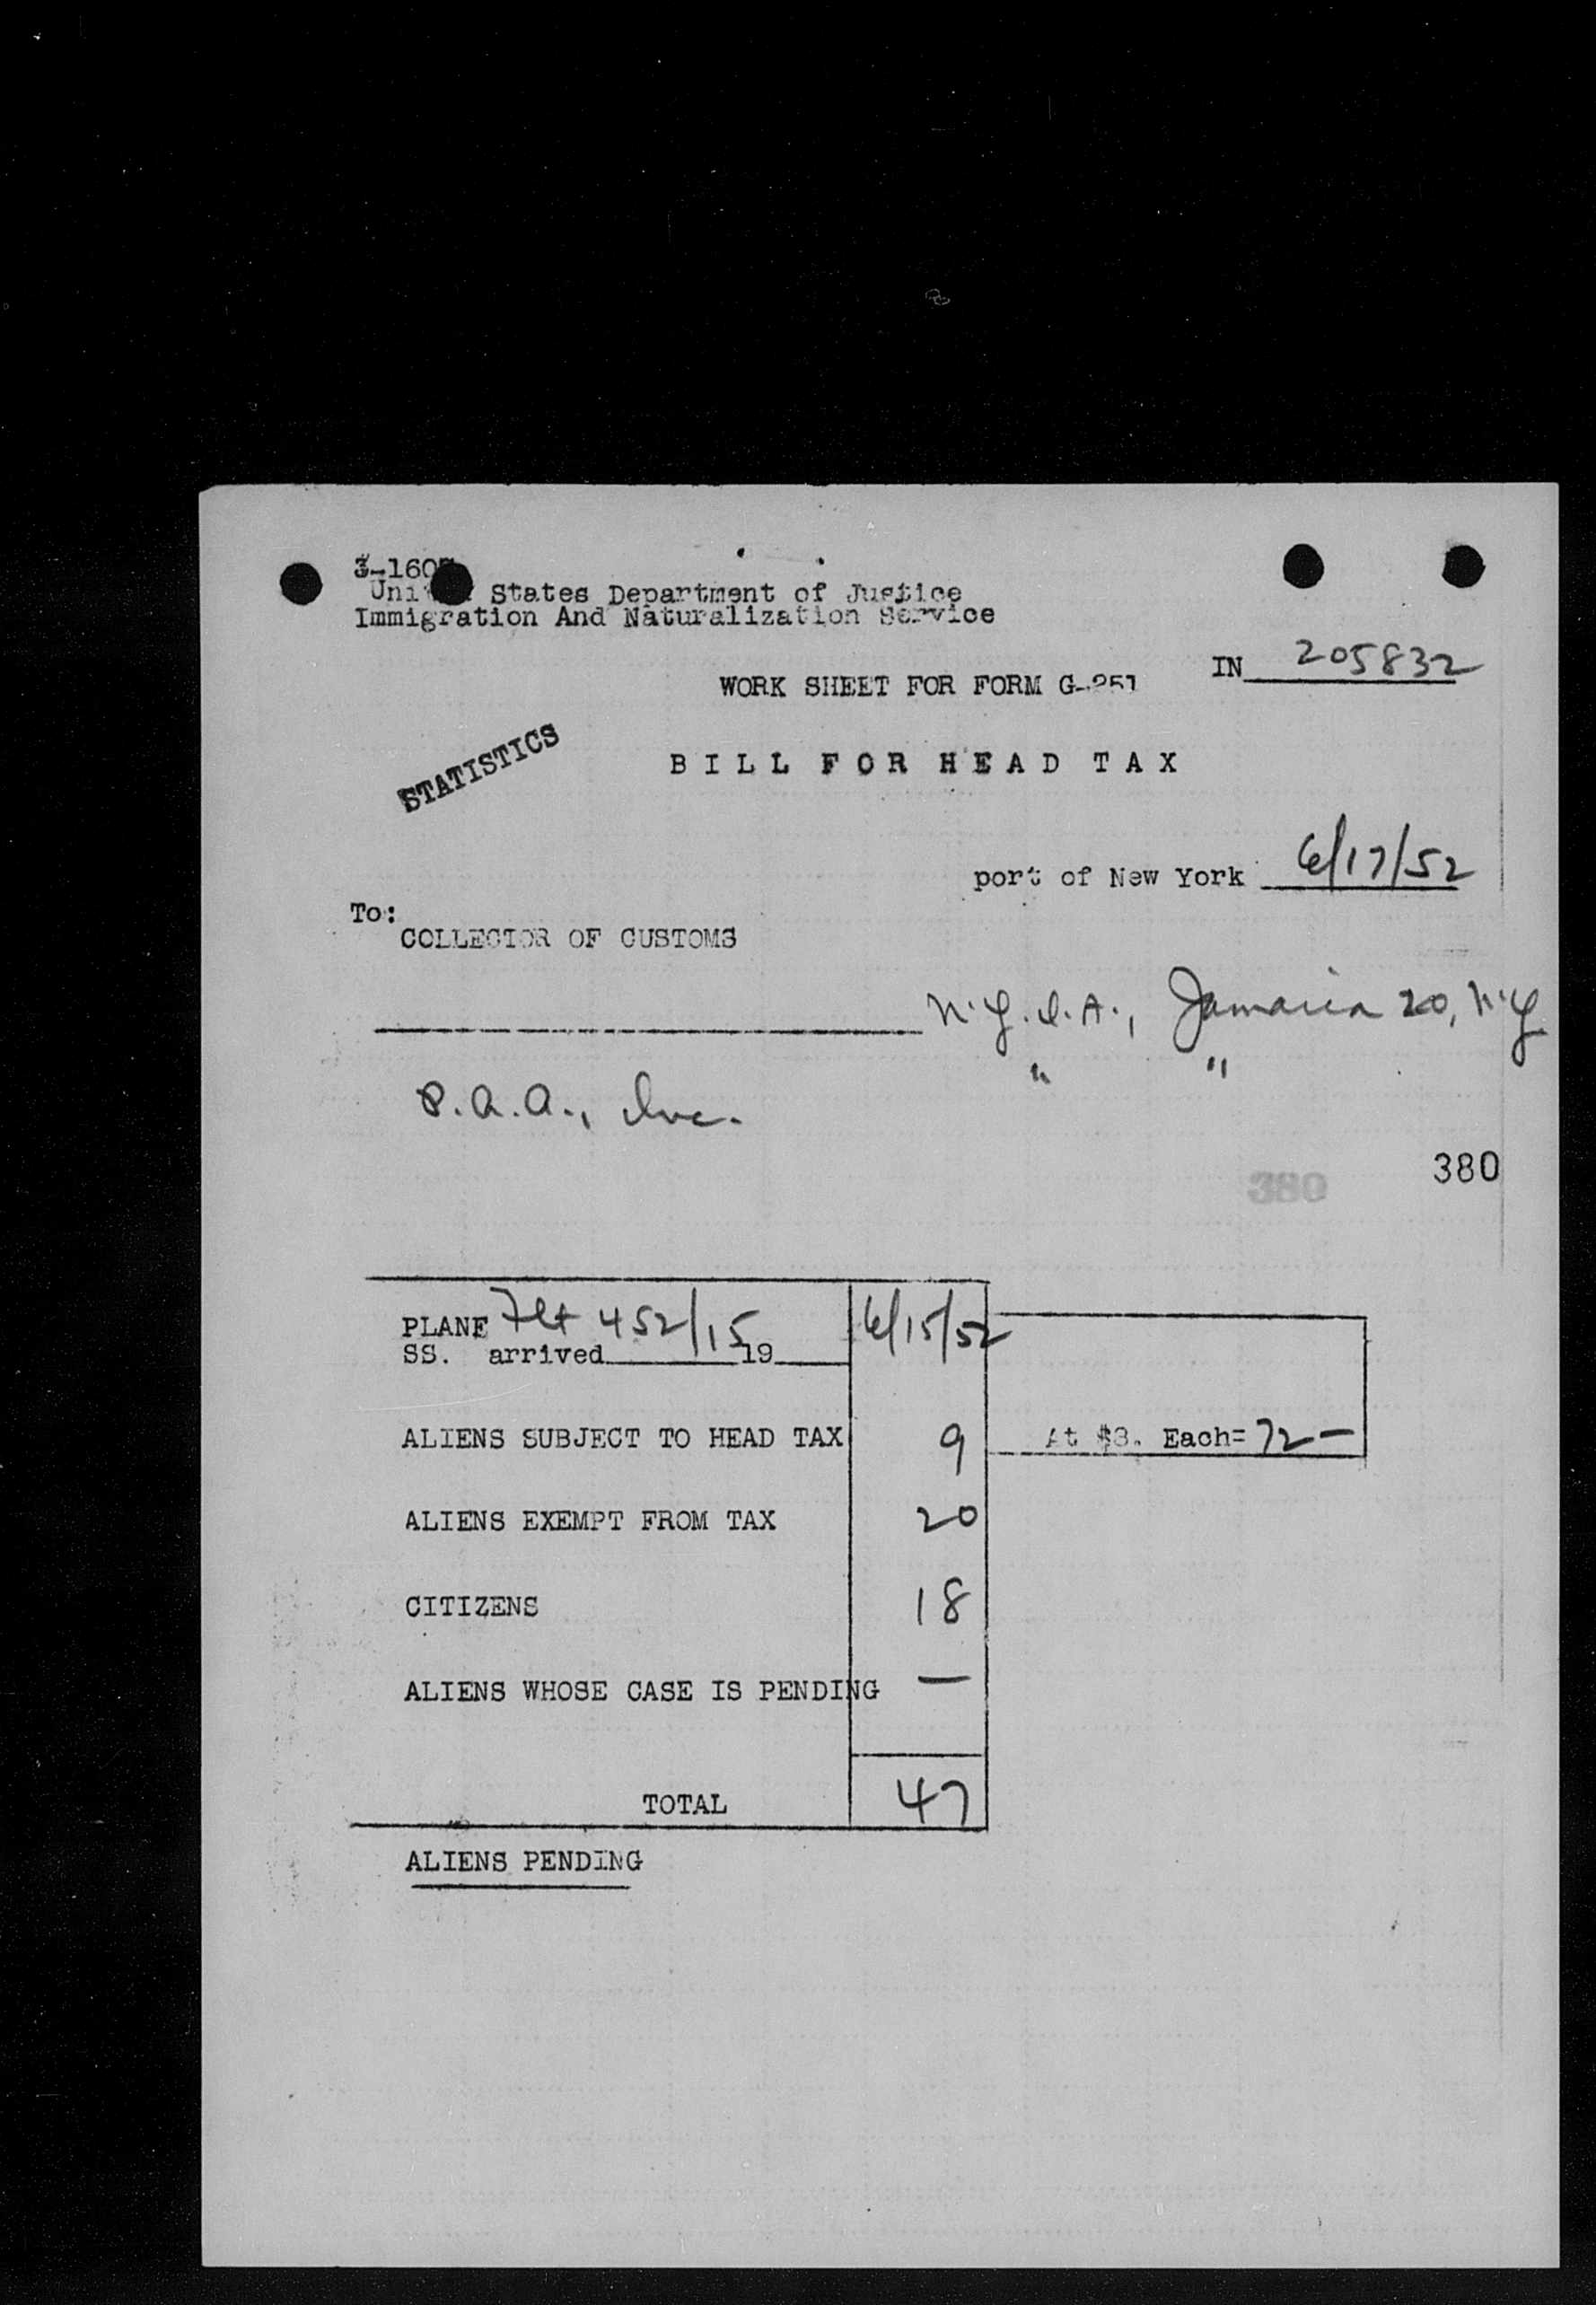 3-160
United States Department of Justice
Immigration And Naturalization Service
IN 205832
WORK SHEET FOR FORM G-251
STATISTICS
BILL FOR HEAD TAX
port of New York 6/17/52
To:
COLLECTOR OF CUSTOMS
N.Y.I.A., Jamaica 20, N.Y
" "
P.A.A., Inc.
380
380
PLANE Flt 452/15 6/15/52
SS. arrived 19
ALIENS SUBJECT TO HEAD TAX 9 At $8. Each= 72 —
ALIENS EXEMPT FROM TAX 20
CITIZENS 18
ALIENS WHOSE CASE IS PENDING —
TOTAL 47
ALIENS PENDING